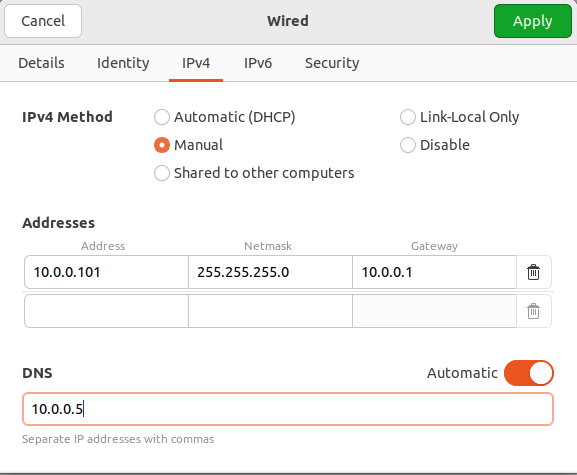 Cancel Wired Apply
Details Identity IPv4 IPv6 Security
IPv4 Method Automatic (DHCP) Link-Local Only
Manual Disable
Shared to other computers
Addresses
Address Netmask Gateway
10.0.0.101 255.255.255.0 10.0.0.1
DNS Automatic
10.0.0.5
Separate IP addresses with commas